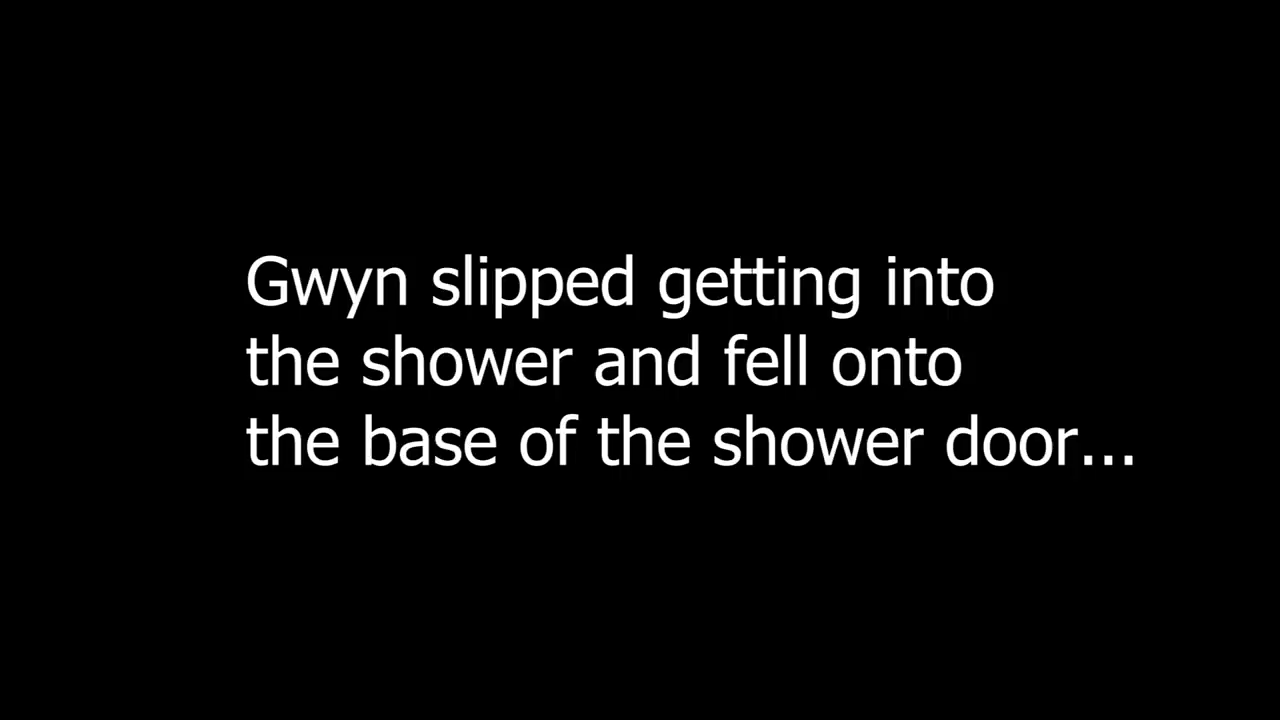 Gwyn slipped getting into
the shower and fell onto
the base of the shower door...